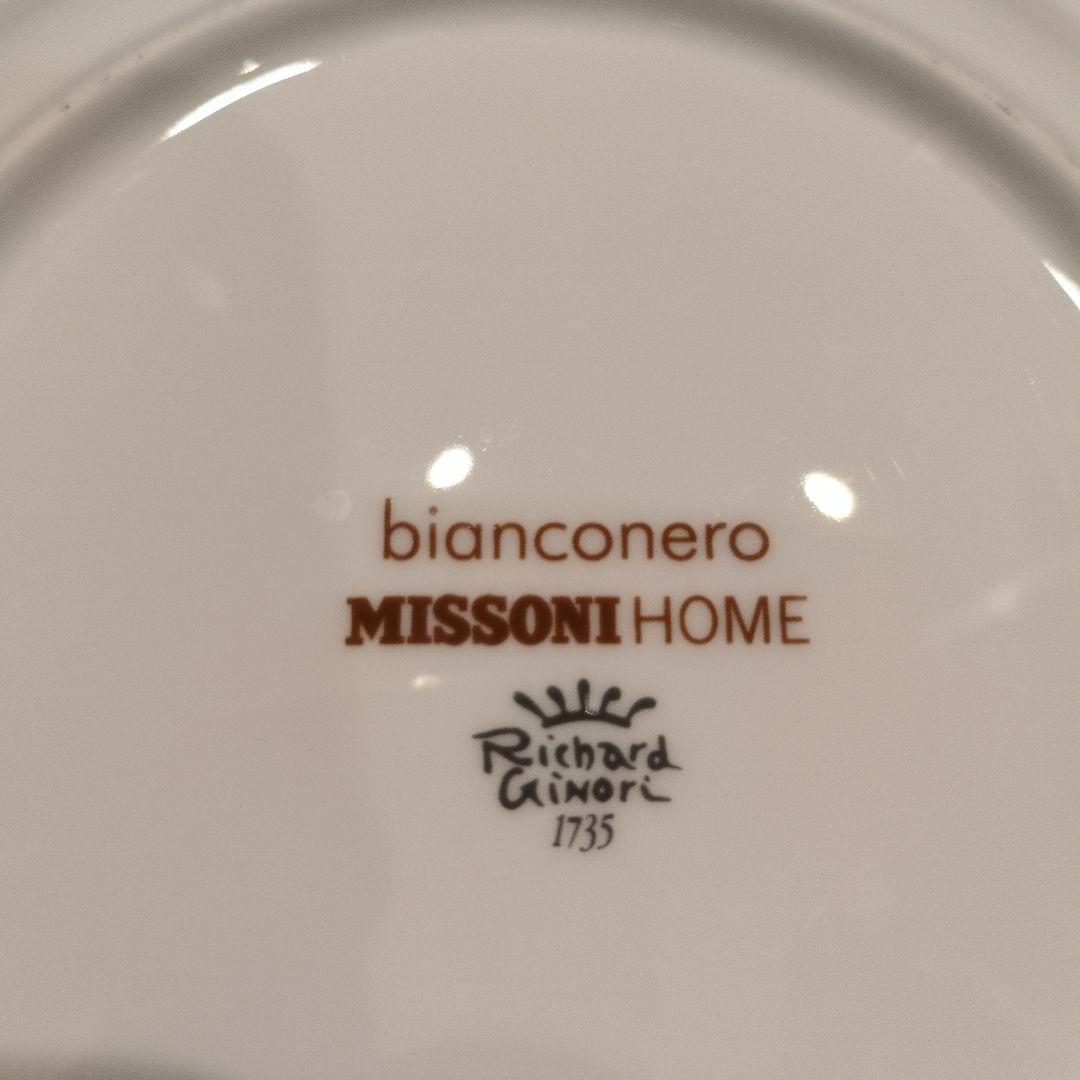 bianconero
MISSONI HOME
Richard
Ginori
1735